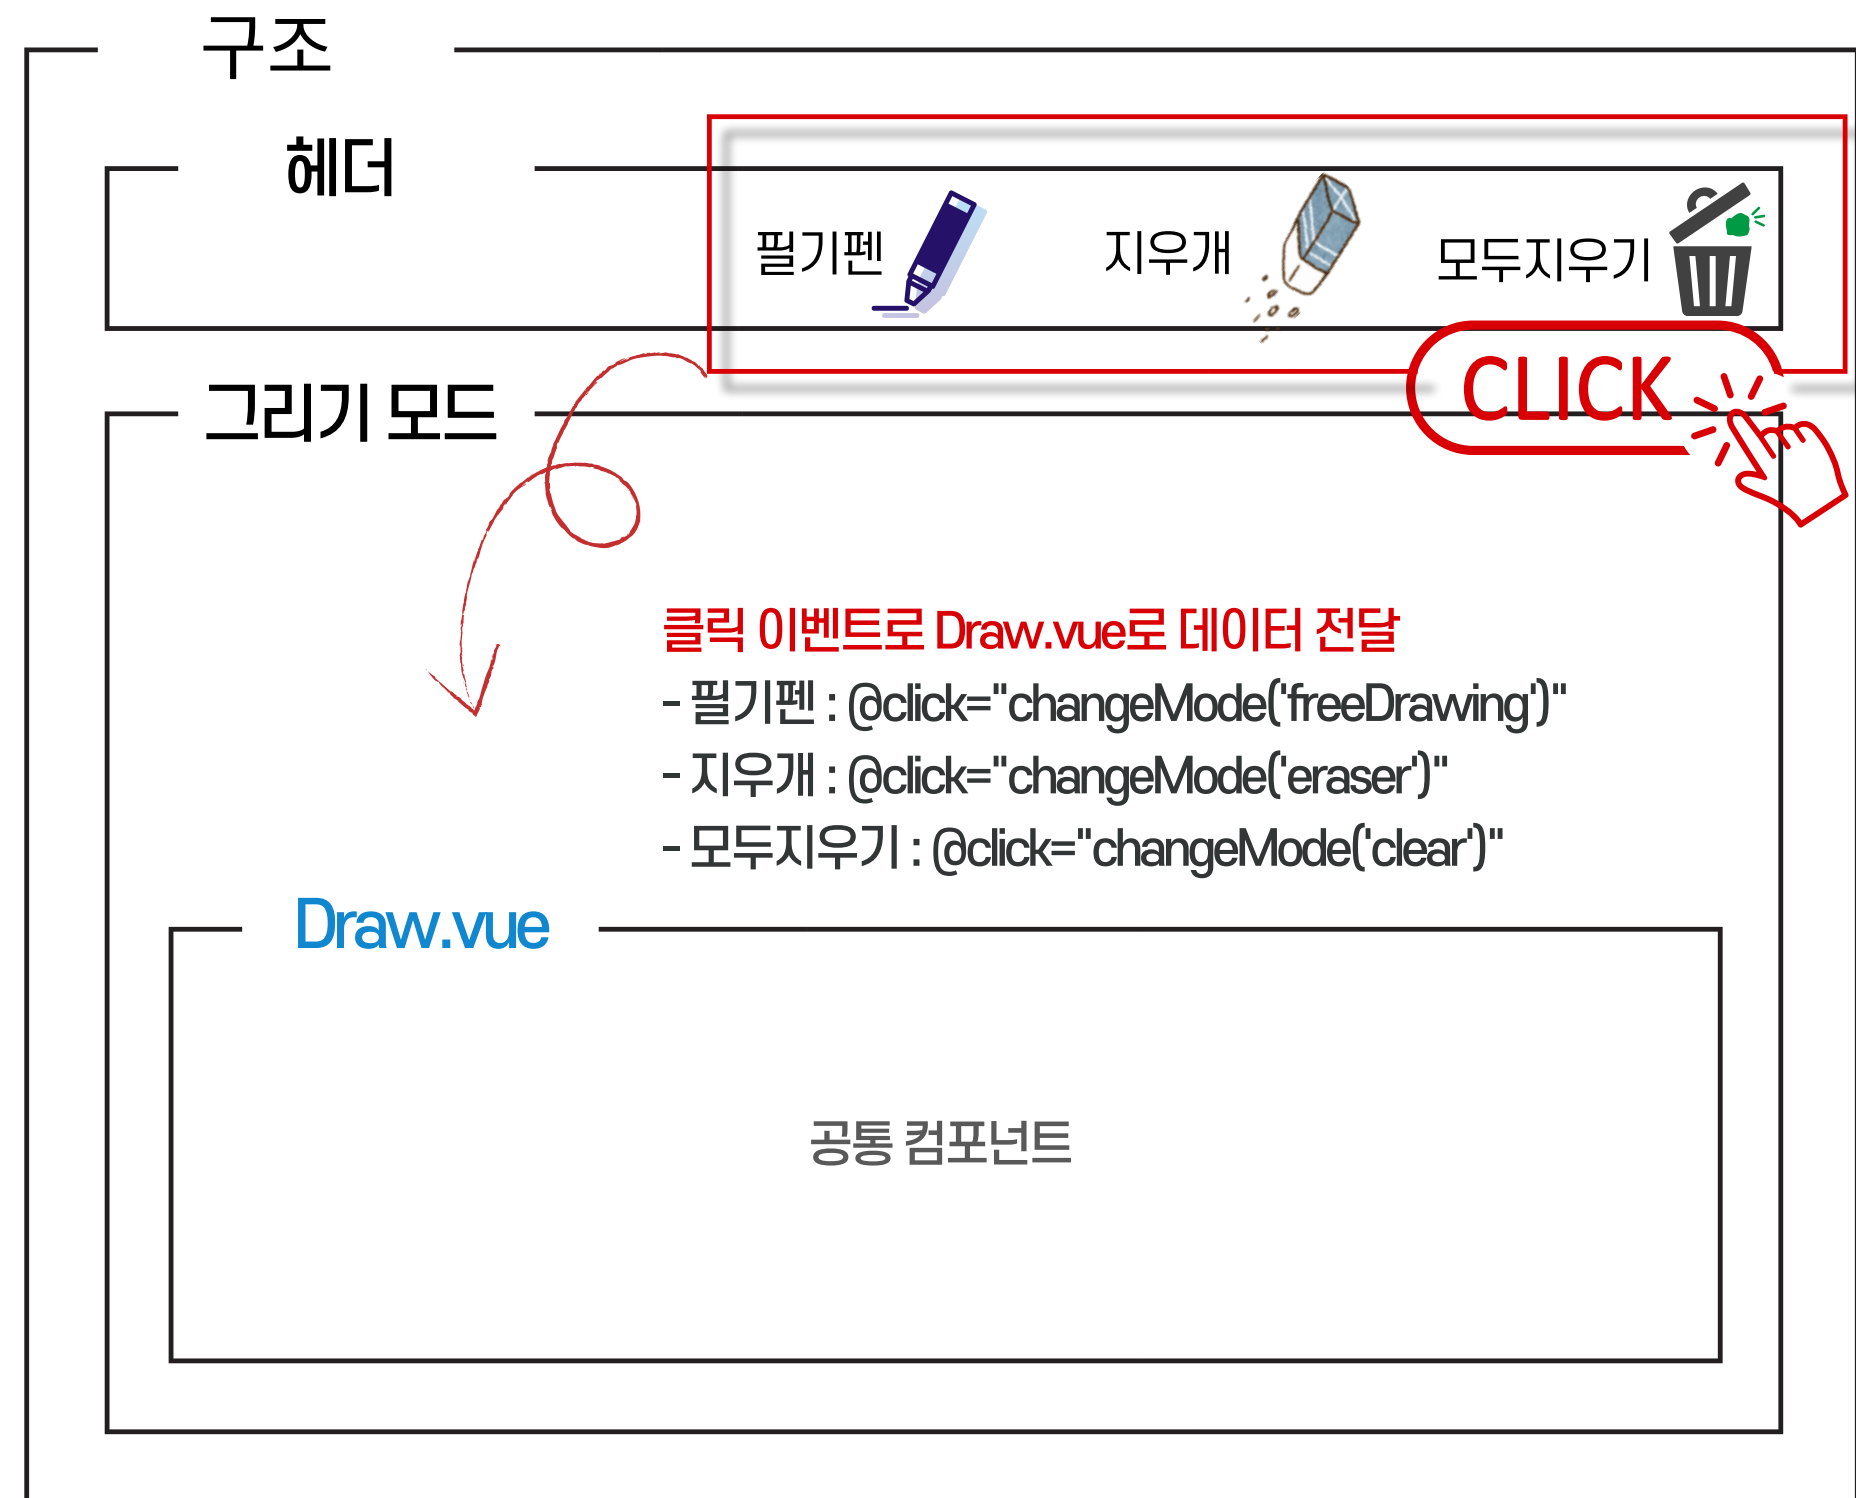 구조
헤더
필기펜
지우개
모두지우기
CLICK
그리기 모드
클릭 이벤트로 Draw.vue로 데이터 전달
- 필기펜 : @click="changeMode('freeDrawing')"
- 지우개 : @click="changeMode('eraser')"
- 모두지우기 : @click="changeMode('clear')"
Draw.vue
공통 컴포넌트